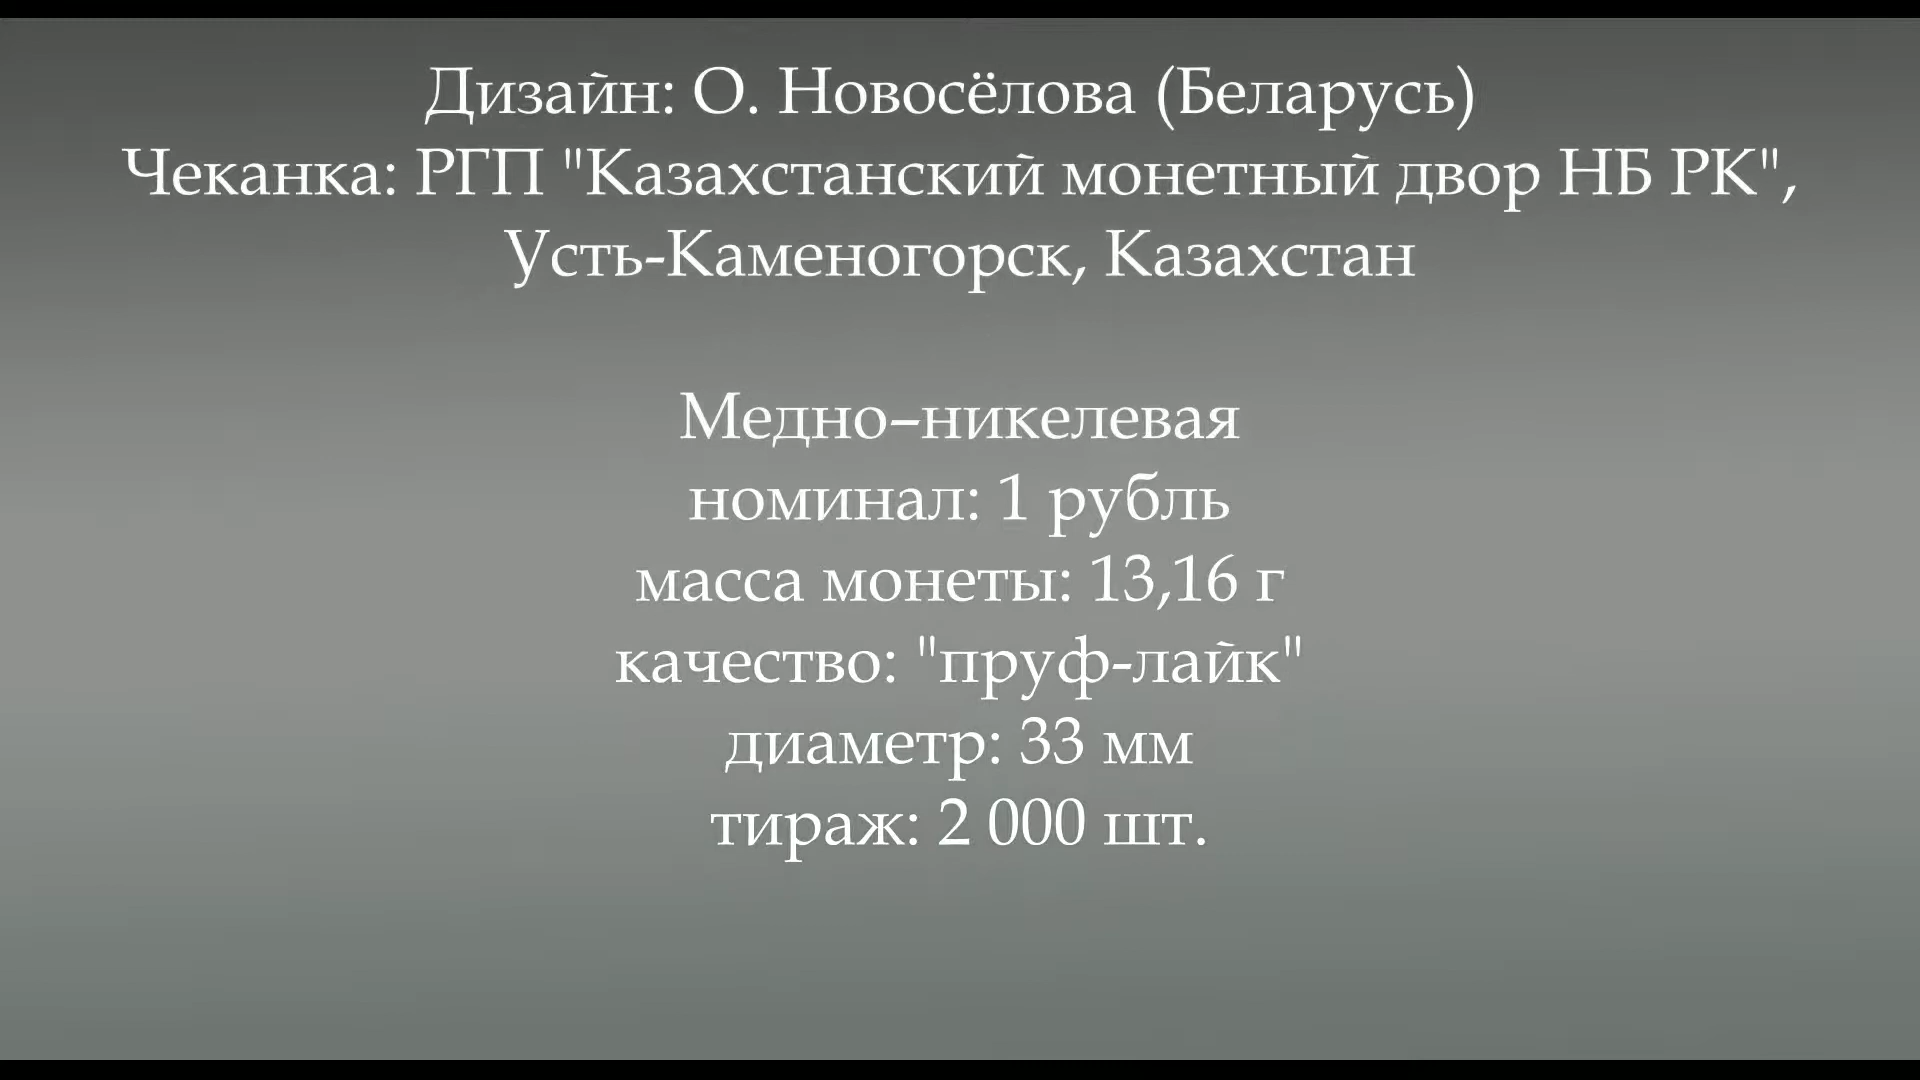 Дизайн: О. Новосёлова (Беларусь)
Чеканка: РГП "Казахстанский монетный двор НБ РК",
Усть-Каменогорск, Казахстан
Медно–никелевая
номинал: 1 рубль
масса монеты: 13,16 г
качество: "пруф-лайк"
диаметр: 33 мм
тираж: 2 000 шт.